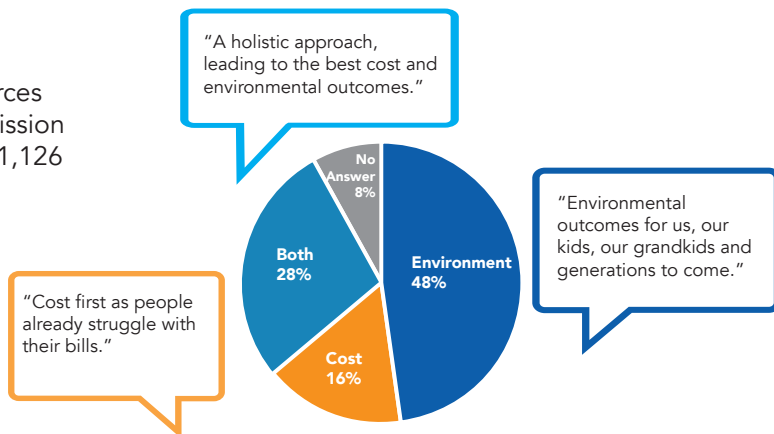 “A holistic approach,
leading to the best cost and
environmental outcomes.”
1,126
No
Answer
8%
Both
28%
Environment
48%
Cost
16%
“Environmental
outcomes for us, our
kids, our grandkids and
generations to come.”
“Cost first as people
already struggle with
their bills.”